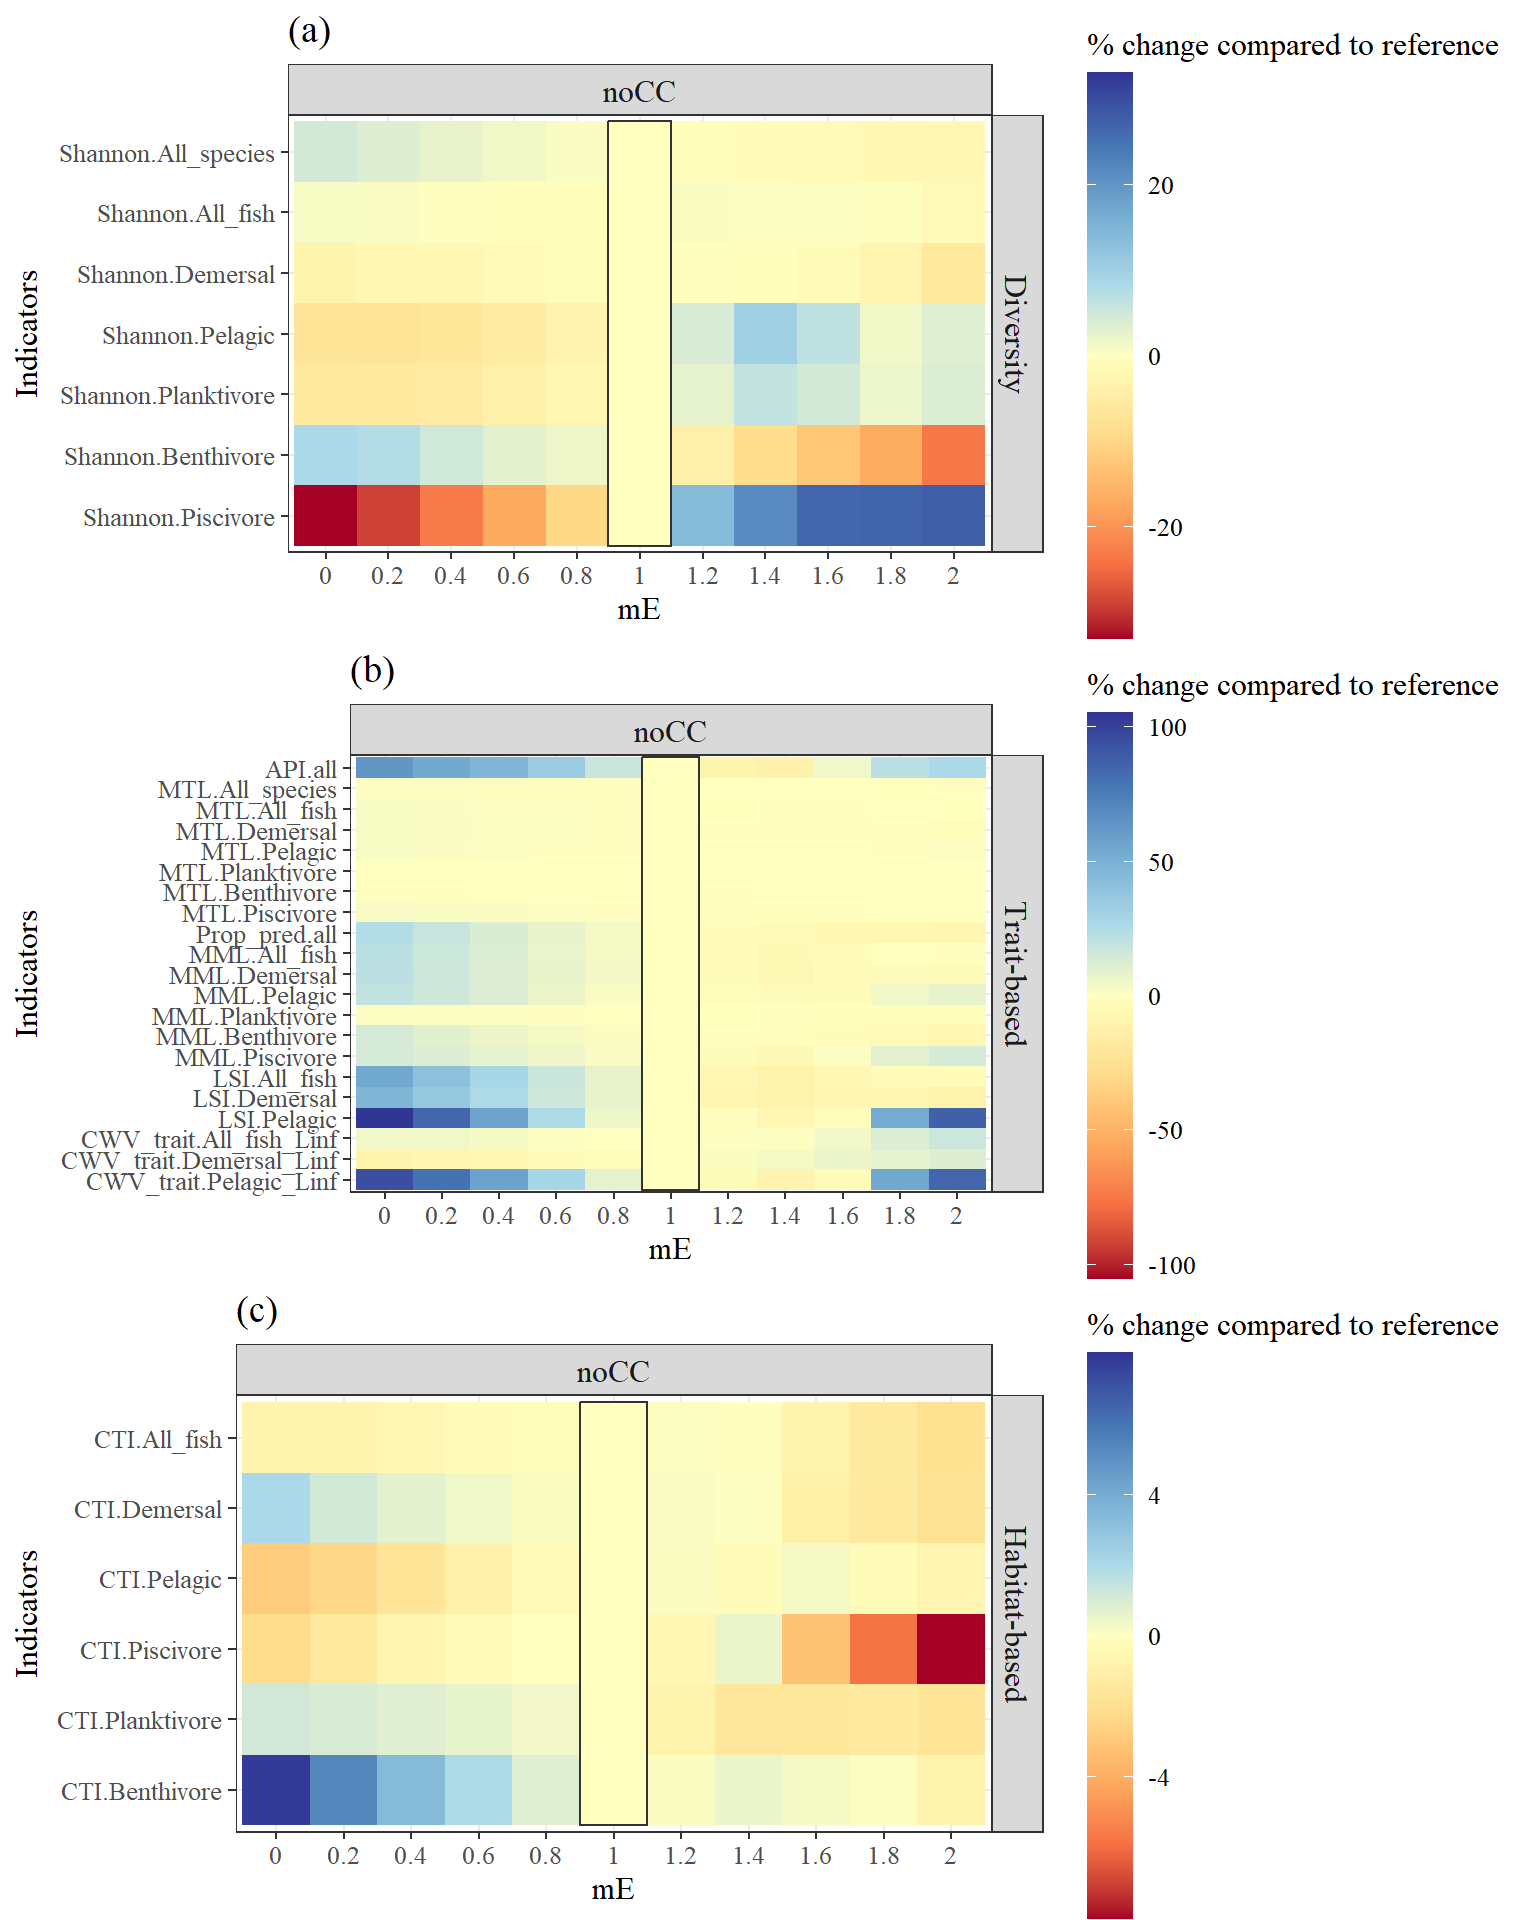 (a)
% change compared to reference
noCC
Shannon.All_species
Shannon.All_fish
Shannon.Demersal
Shannon.Pelagic
Shannon.Planktivore
Shannon.Benthivore
Shannon.Piscivore
Indicators
Diversity
20
0
-20
0 0.2 0.4 0.6 0.8 1 1.2 1.4 1.6 1.8 2
mE
(b)
% change compared to reference
noCC
API.all
MTL.All_species
MTL.All_fish
MTL.Demersal
MTL.Pelagic
MTL.Planktivore
MTL.Benthivore
MTL.Piscivore
Prop_pred.all
MML.All_fish
MML.Demersal
MML.Pelagic
MML.Planktivore
MML.Benthivore
MML.Piscivore
LSI.All_fish
LSI.Demersal
LSI.Pelagic
CWV_trait.All_fish_Linf
CWV_trait.Demersal_Linf
CWV_trait.Pelagic_Linf
Indicators
Trait-based
100
50
0
-50
-100
0 0.2 0.4 0.6 0.8 1 1.2 1.4 1.6 1.8 2
mE
(c)
% change compared to reference
noCC
CTI.All_fish
CTI.Demersal
CTI.Pelagic
CTI.Piscivore
CTI.Planktivore
CTI.Benthivore
Indicators
Habitat-based
4
0
-4
0 0.2 0.4 0.6 0.8 1 1.2 1.4 1.6 1.8 2
mE